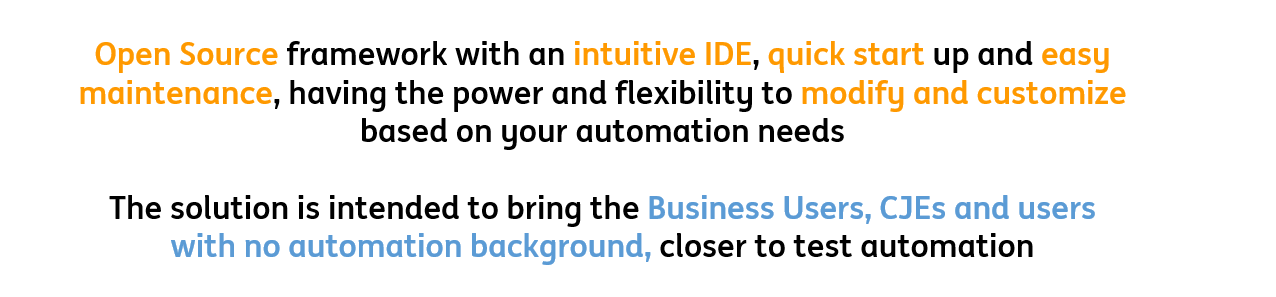 Open Source framework with an intuitive IDE, quick start up and easy
maintenance, having the power and flexibility to modify and customize
based on your automation needs
The solution is intended to bring the Business Users, CJEs and users
with no automation background, closer to test automation